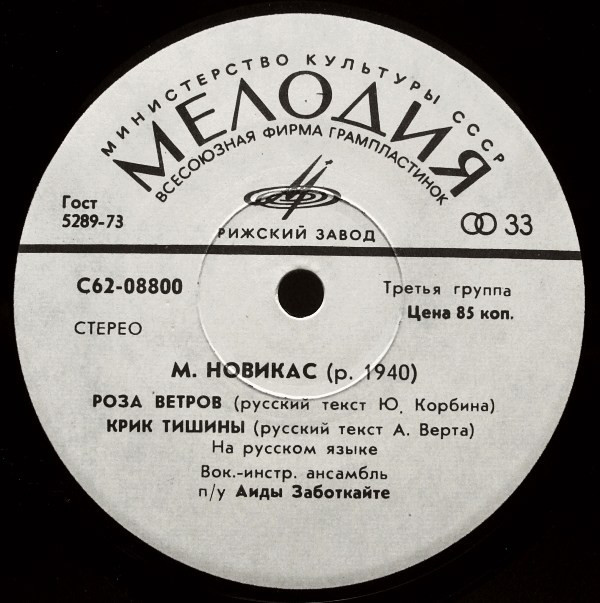 МИНИСТЕРСТВО КУЛЬТУРЫ СССР
МЕЛОДИЯ
ВСЕСОЮЗНАЯ ФИРМА ГРАМПЛАСТИНОК
Гост
5289-73
33
РИЖСКИЙ ЗАВОД
С62-08800
Третья группа
Цена 85 коп.
СТЕРЕО
М. НОВИКАС (р. 1940)
РОЗА ВЕТРОВ (русский текст Ю. Корбина)
КРИК ТИШИНЫ (русский текст А. Верта)
На русском языке
Вок.-инстр. ансамбль
п/у Аиды Заботкайте